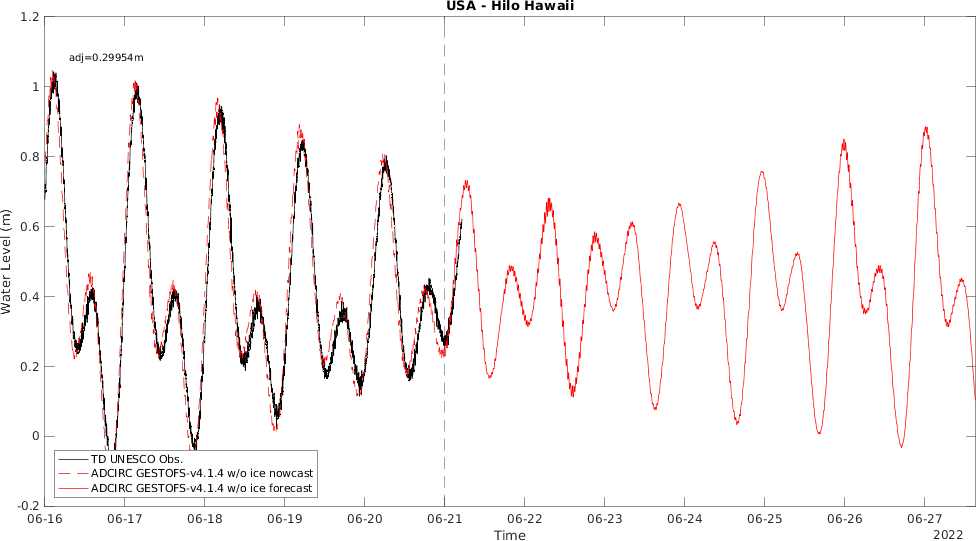 USA - Hilo Hawaii
adj=0.29954m
Water Level (m)
1.2
1
0.8
0.6
0.4
0.2
0
-0.2
TD UNESCO Obs.
ADCIRC GESTOFS-v4.1.4 w/o ice nowcast
ADCIRC GESTOFS-v4.1.4 w/o ice forecast
06-16 06-17 06-18 06-19 06-20 06-21 06-22 06-23 06-24 06-25 06-26 06-27
Time
2022